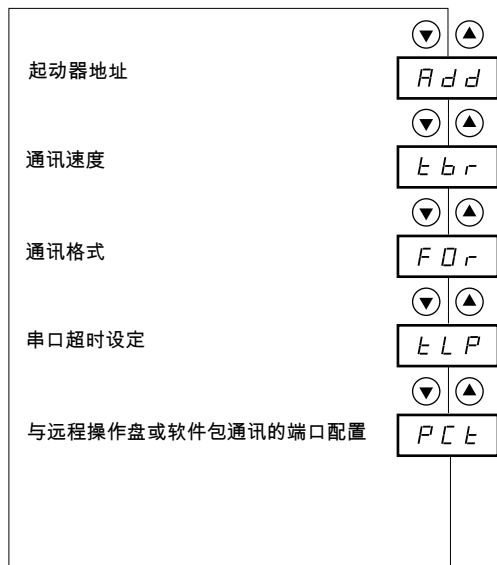 起动器地址
Add
通讯速度
tbr
通讯格式
FOr
串口超时设定
tLP
与远程操作盘或软件包通讯的端口配置
PCt